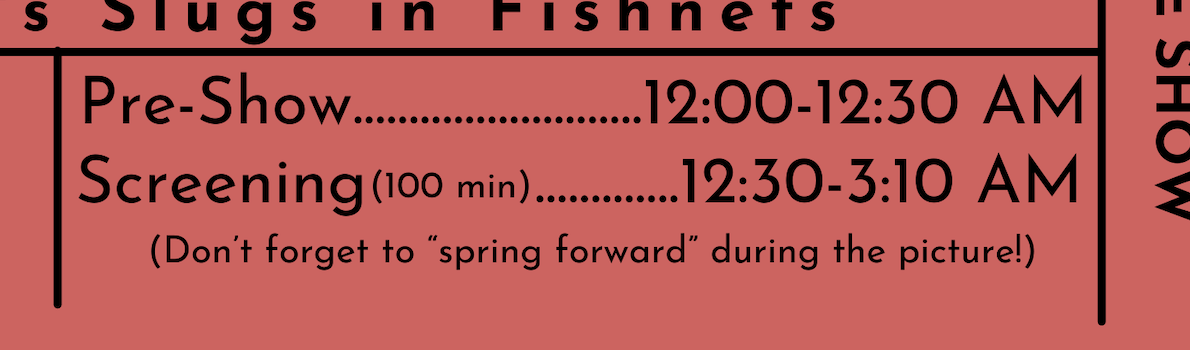 s Slugs in Fishnets
Pre-Show..........................12:00-12:30 AM
Screening(100 min).............12:30-3:10 AM
(Don’t forget to “spring forward” during the picture!)
E SHOW